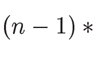 (n − 1) ∗